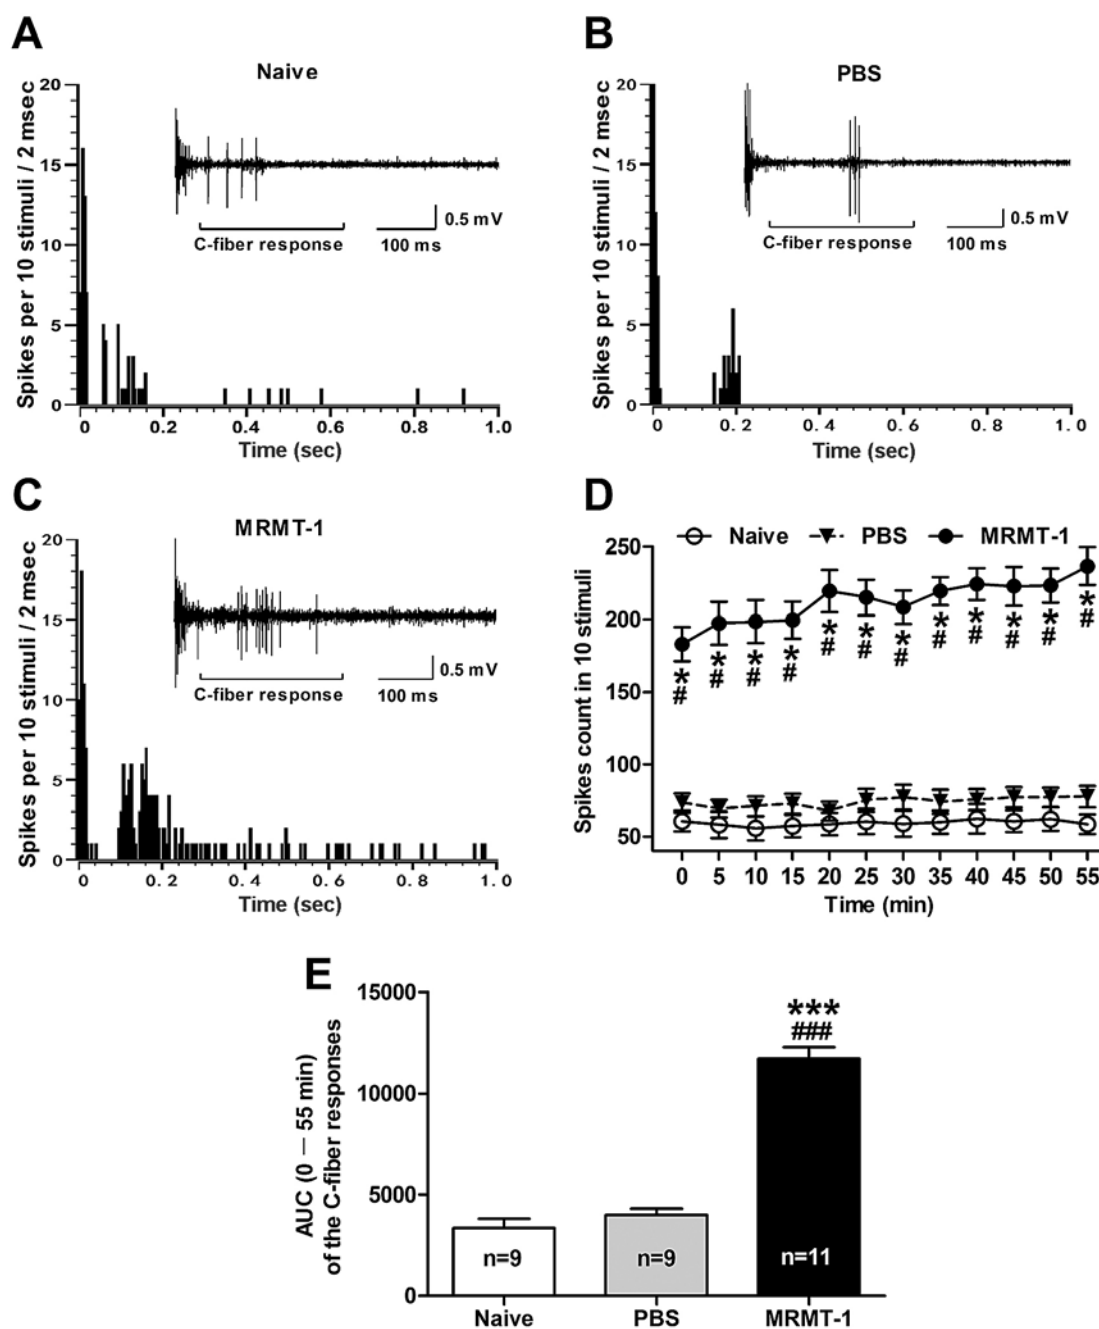 A
Naive
Spikes per 10 stimuli / 2 msec
20
15
10
5
0
0.5 mV
C-fiber response
100 ms
0 0.2 0.4 0.6 0.8 1.0
Time (sec)
B
PBS
Spikes per 10 stimuli / 2 msec
20
15
10
5
0
0.5 mV
C-fiber response
100 ms
0 0.2 0.4 0.6 0.8 1.0
Time (sec)
C
MRMT-1
Spikes per 10 stimuli / 2 msec
20
15
10
5
0
0.5 mV
C-fiber response
100 ms
0 0.2 0.4 0.6 0.8 1.0
Time (sec)
D
Naive PBS MRMT-1
Spikes count in 10 stimuli
250
200
150
100
50
* * * * * * * * * * * *
# # # # # # # # # # # #
0 5 10 15 20 25 30 35 40 45 50 55
Time (min)
E
AUC (0 — 55 min)
of the C-fiber responses
15000
10000
5000
0
***
###
n=9 n=9 n=11
Naive PBS MRMT-1